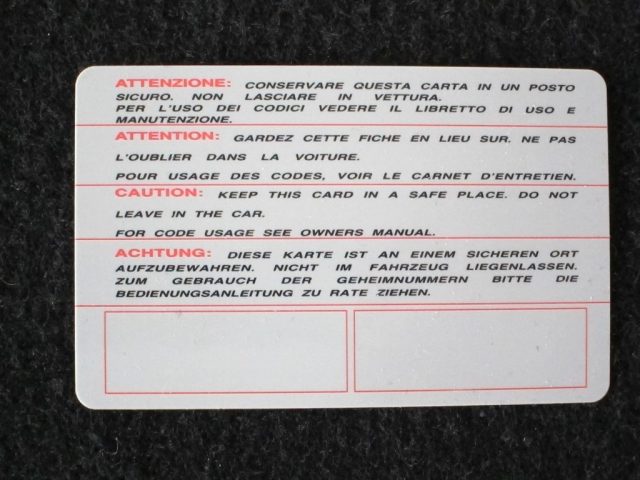 ATTENZIONE: CONSERVARE QUESTA CARTA IN UN POSTO
SICURO. NON LASCIARE IN VETTURA.
PER L'USO DEI CODICI VEDERE IL LIBRETTO DI USO E
MANUTENZIONE.
ATTENTION: GARDEZ CETTE FICHE EN LIEU SUR. NE PAS
L'OUBLIER DANS LA VOITURE.
POUR USAGE DES CODES, VOIR LE CARNET D'ENTRETIEN.
CAUTION: KEEP THIS CARD IN A SAFE PLACE. DO NOT
LEAVE IN THE CAR.
FOR CODE USAGE SEE OWNERS MANUAL.
ACHTUNG: DIESE KARTE IST AN EINEM SICHEREN ORT
AUFZUBEWAHREN. NICHT IM FAHRZEUG LIEGENLASSEN.
ZUM GEBRAUCH DER GEHEIMNUMMERN BITTE DIE
BEDIENUNGSANLEITUNG ZU RATE ZIEHEN.